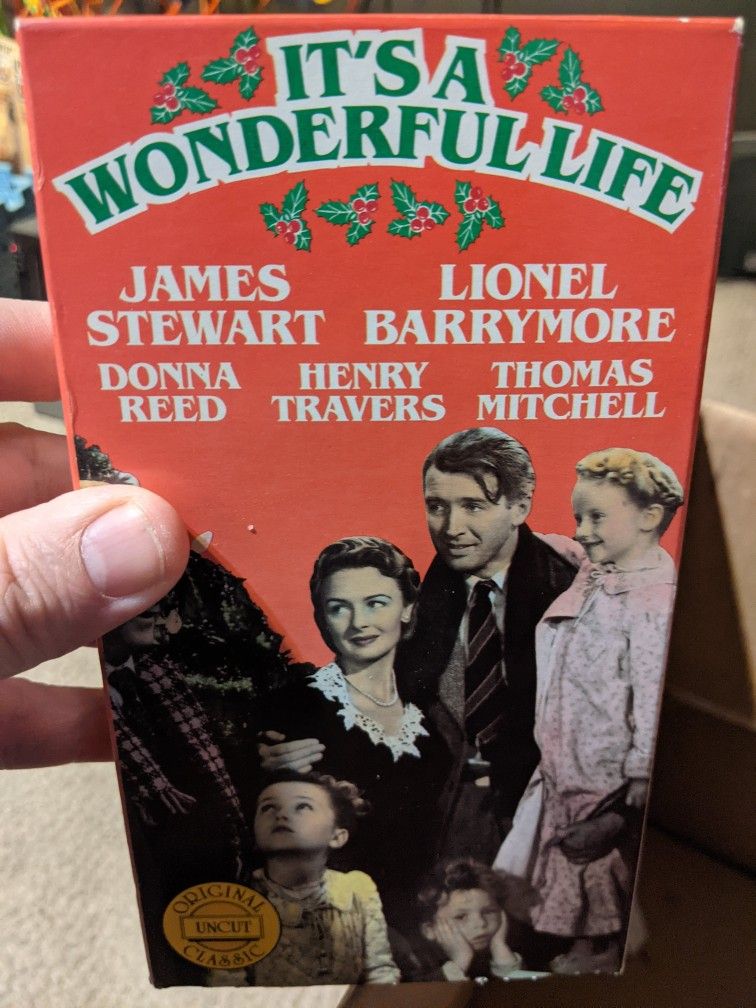 IT'S A
WONDERFUL LIFE
JAMES
STEWART
LIONEL
BARRYMORE
DONNA
REED
HENRY
TRAVERS
THOMAS
MITCHELL
ORIGINAL
UNCUT
CLASSIC